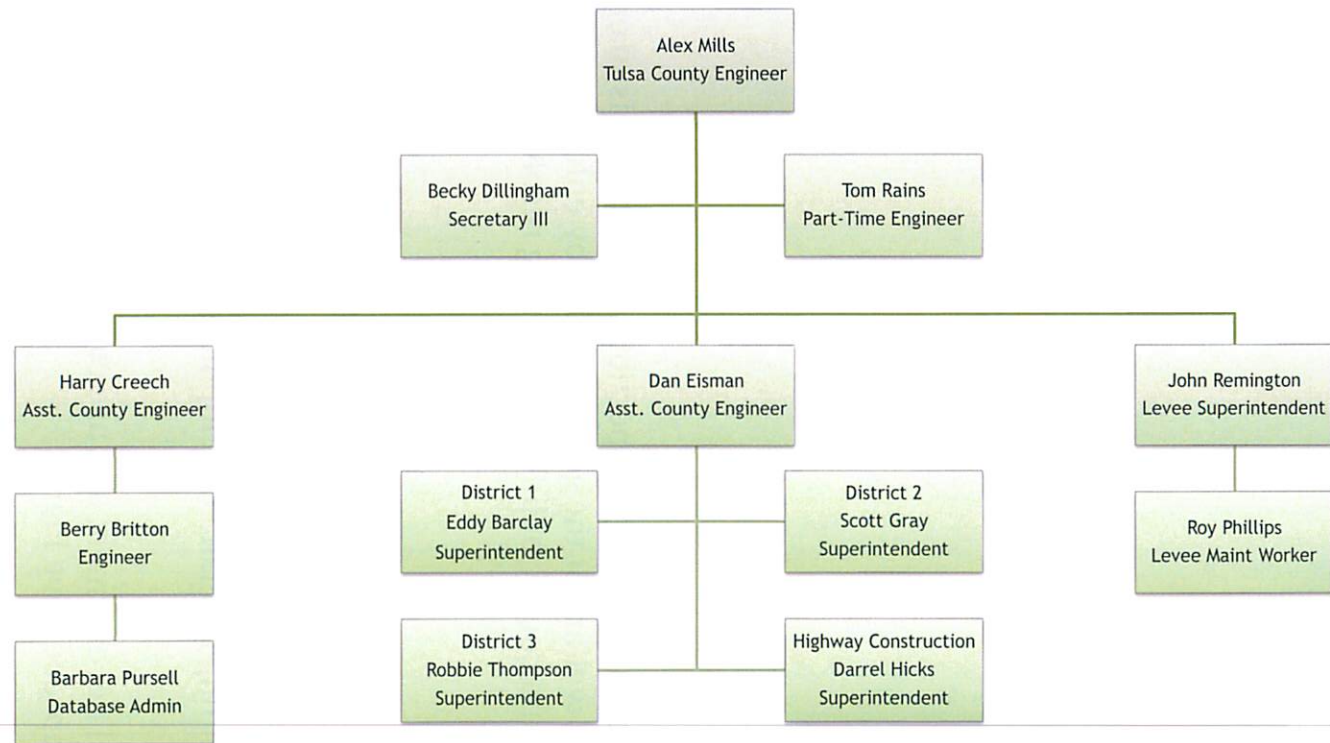 Alex Mills
Tulsa County Engineer
Becky Dillingham
Secretary III
Tom Rains
Part-Time Engineer
Harry Creech
Asst. County Engineer
Dan Eisman
Asst. County Engineer
John Remington
Levee Superintendent
Berry Britton
Engineer
District 1
Eddy Barclay
Superintendent
District 2
Scott Gray
Superintendent
Roy Phillips
Levee Maint Worker
Barbara Pursell
Database Admin
District 3
Robbie Thompson
Superintendent
Highway Construction
Darrel Hicks
Superintendent